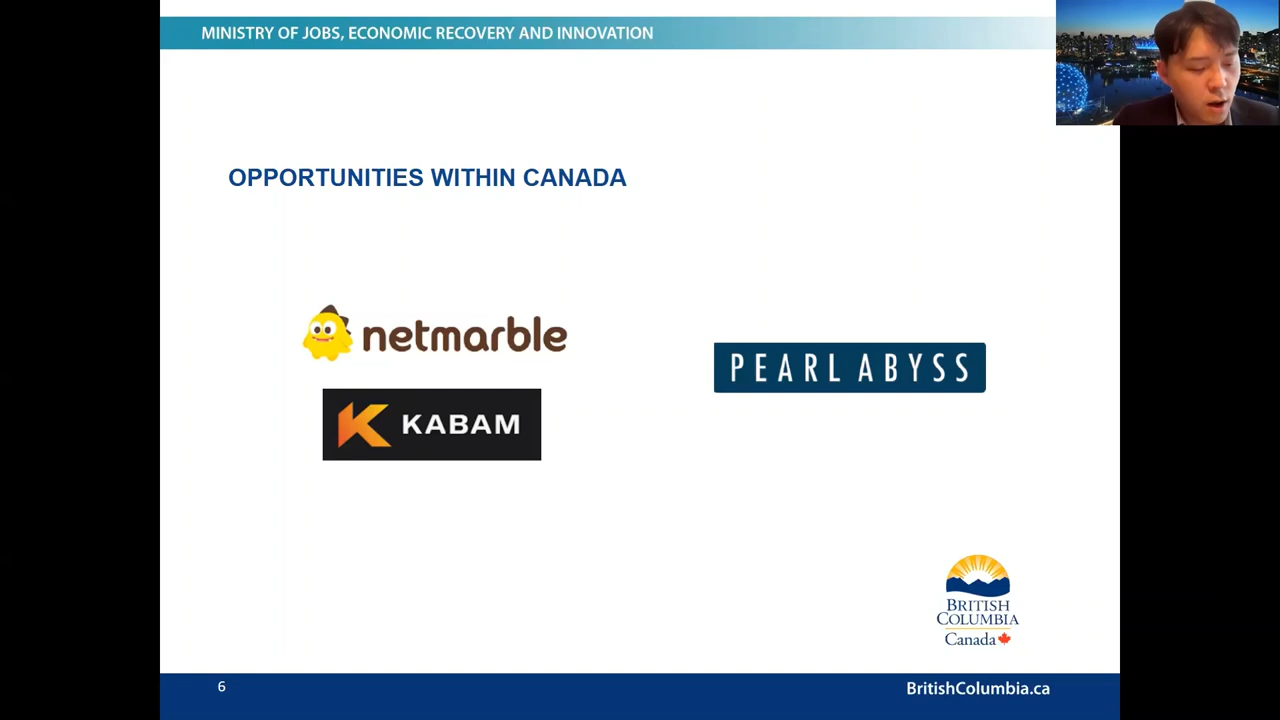 MINISTRY OF JOBS, ECONOMIC RECOVERY AND INNOVATION
OPPORTUNITIES WITHIN CANADA
netmarble
KABAM
PEARL ABYSS
BRITISH
COLUMBIA
Canada
6
BritishColumbia.ca